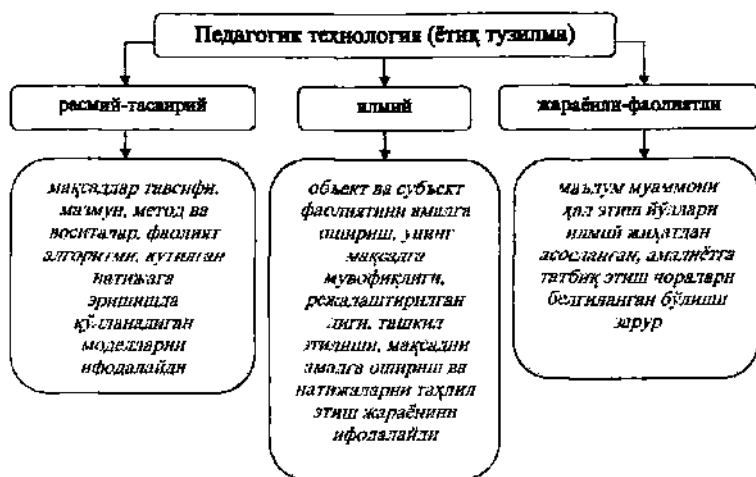 Педагогик технология (ётиқ тузилма)
расмий-тасвирий
илмий
жараёнли-фаолиятли
мақсадлар тавсифи,
мазмун, метод ва
воситалар, фаолият
алгоритми, кутилган
натижага
эришишда
қўлланадиган
моделларни
ифодалайди
объект ва субъект
фаолиятини амалга
ошириш, унинг
мақсадга
мувофиқлиги,
режалаштирилган
лиги, ташкил
этилиши, мақсадни
амалга ошириш ва
натижаларни таҳлил
этиш жараёнини
ифодалайди
маълум муаммони
ҳал этиш йўллари
илмий жиҳатдан
асосланган, амалиётга
татбиқ этиш чоралари
белгиланган бўлиши
зарур